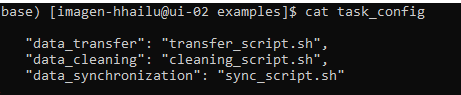 base) [imagen-hhailu@ui-02 examples]$ cat task_config
"data_transfer": "transfer_script.sh",
"data_cleaning": "cleaning_script.sh",
"data_synchronization": "sync_script.sh"